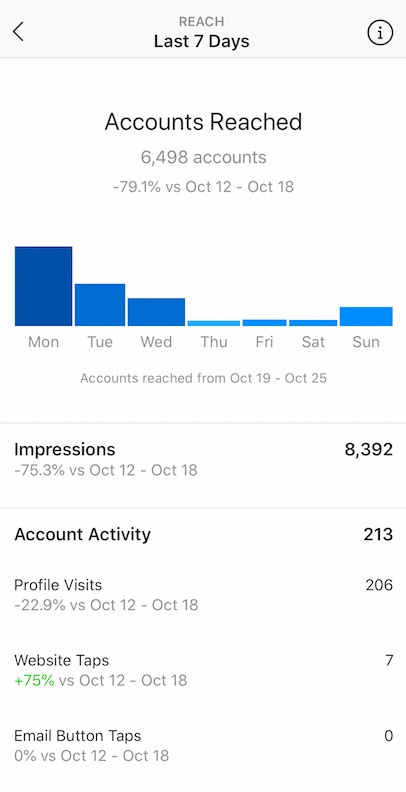 REACH
Last 7 Days
Accounts Reached
6,498 accounts
-79.1% vs Oct 12 - Oct 18
Mon Tue Wed Thu Fri Sat Sun
Accounts reached from Oct 19 - Oct 25
Impressions 8,392
-75.3% vs Oct 12 - Oct 18
Account Activity 213
Profile Visits 206
-22.9% vs Oct 12 - Oct 18
Website Taps 7
+75% vs Oct 12 - Oct 18
Email Button Taps 0
0% vs Oct 12 - Oct 18